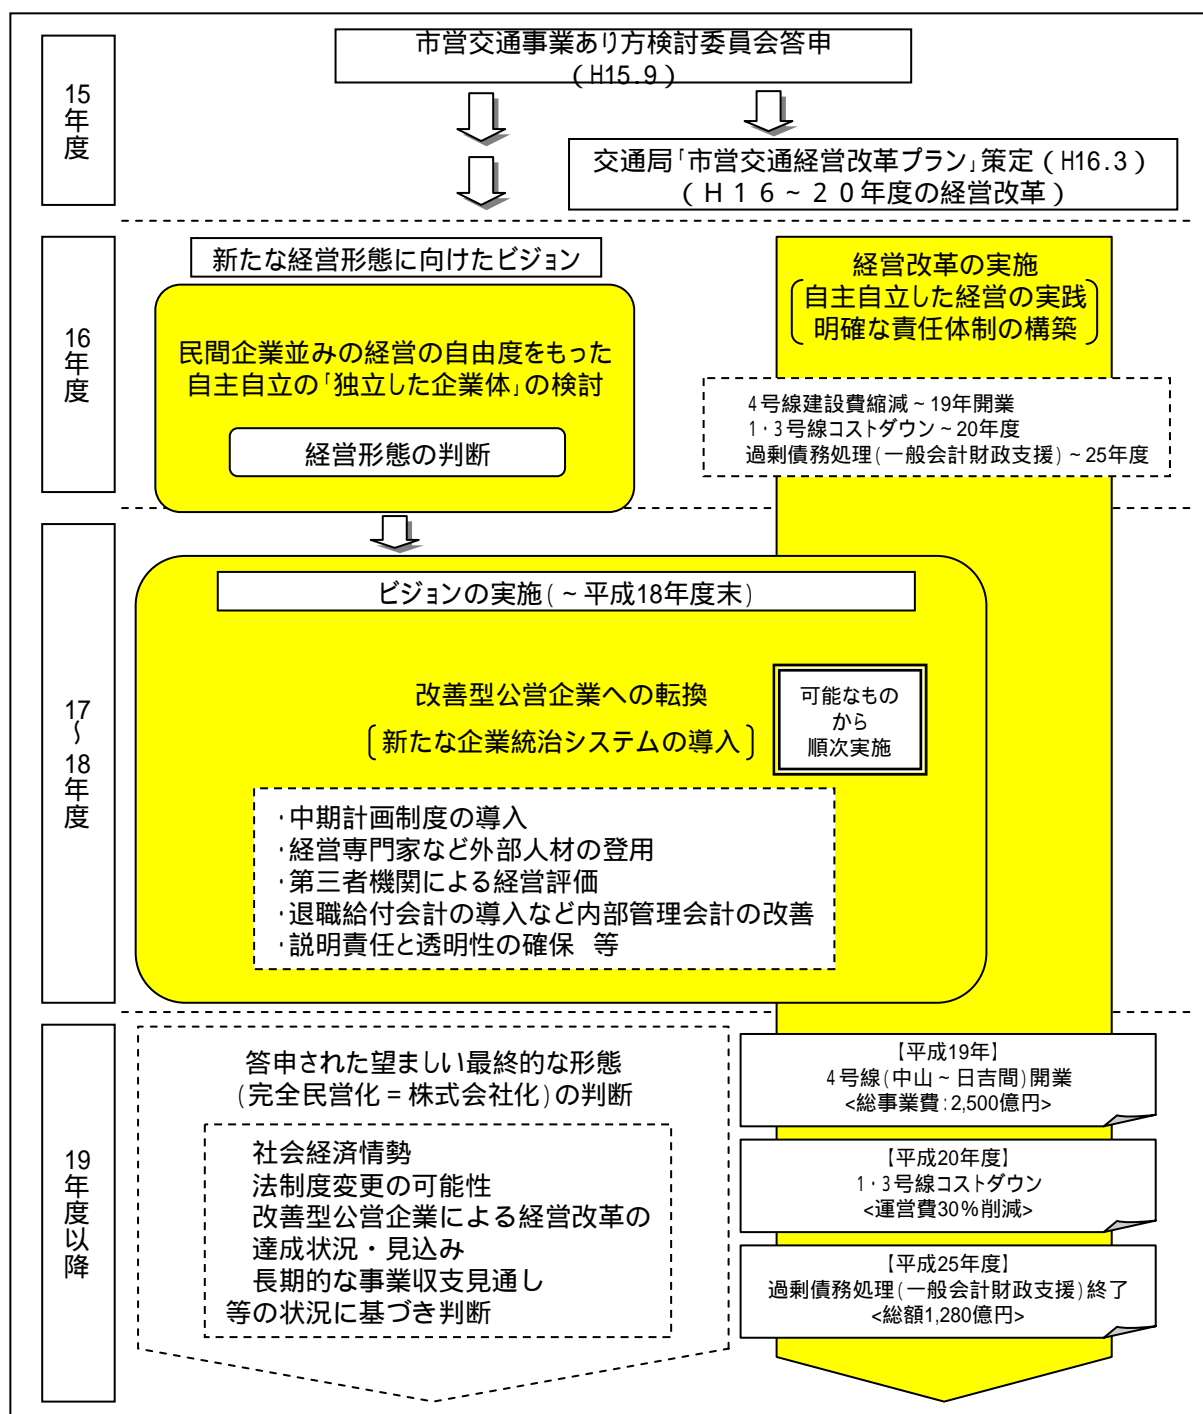 15年度
市営交通事業あり方検討委員会答申
(H15.9)
交通局「市営交通経営改革プラン」策定(H16.3)
(H16~20年度の経営改革)
16年度
新たな経営形態に向けたビジョン
民間企業並みの経営の自由度をもった
自主自立の「独立した企業体」の検討
経営形態の判断
経営改革の実施
自主自立した経営の実践
明確な責任体制の構築
4号線建設費縮減~19年開業
1・3号線コストダウン~20年度
過剰債務処理(一般会計財政支援)~25年度
17~18年度
ビジョンの実施(~平成18年度末)
改善型公営企業への転換
新たな企業統治システムの導入
可能なもの
から
順次実施
・中期計画制度の導入
・経営専門家など外部人材の登用
・第三者機関による経営評価
・退職給付会計の導入など内部管理会計の改善
・説明責任と透明性の確保 等
19年度以降
答申された望ましい最終的な形態
(完全民営化=株式会社化)の判断
社会経済情勢
法制度変更の可能性
改善型公営企業による経営改革の
達成状況・見込み
長期的な事業収支見通し
等の状況に基づき判断
【平成19年】
4号線(中山~日吉間)開業
<総事業費:2,500億円>
【平成20年度】
1・3号線コストダウン
<運営費30%削減>
【平成25年度】
過剰債務処理(一般会計財政支援)終了
<総額1,280億円>